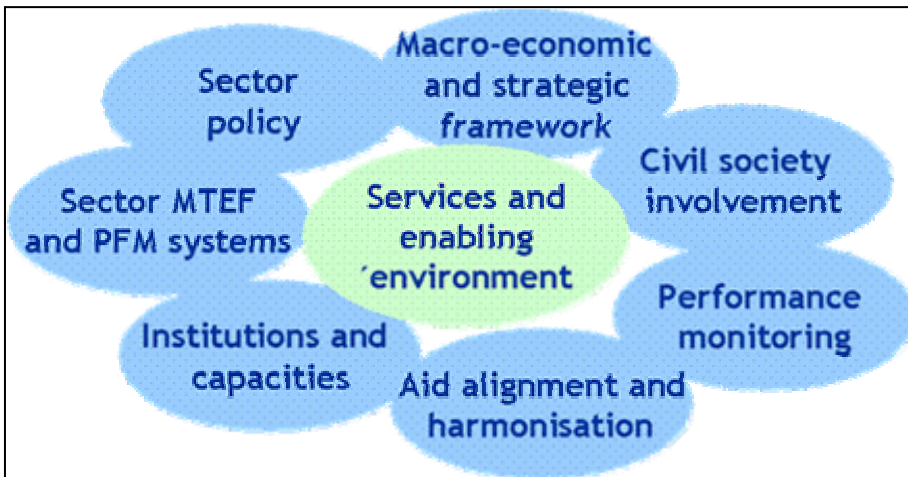 Sector
policy
Macro-economic
and strategic
framework
Civil society
involvement
Sector MTEF
and PFM systems
Services and
enabling
´environment
Performance
monitoring
Institutions and
capacities
Aid alignment and
harmonisation